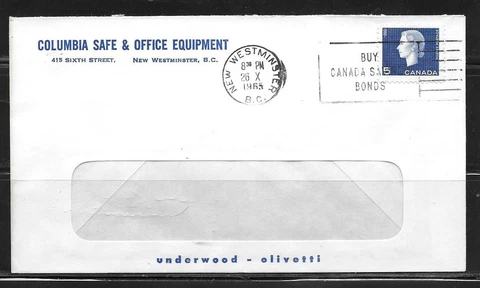 COLUMBIA SAFE & OFFICE EQUIPMENT
415 SIXTH STREET, NEW WESTMINSTER, B.C.
NEW WESTMINSTER
8 PM
26 X
1965
B.C.
BUY
CANADA SAVINGS
BONDS
5 CANADA
underwood - olivetti